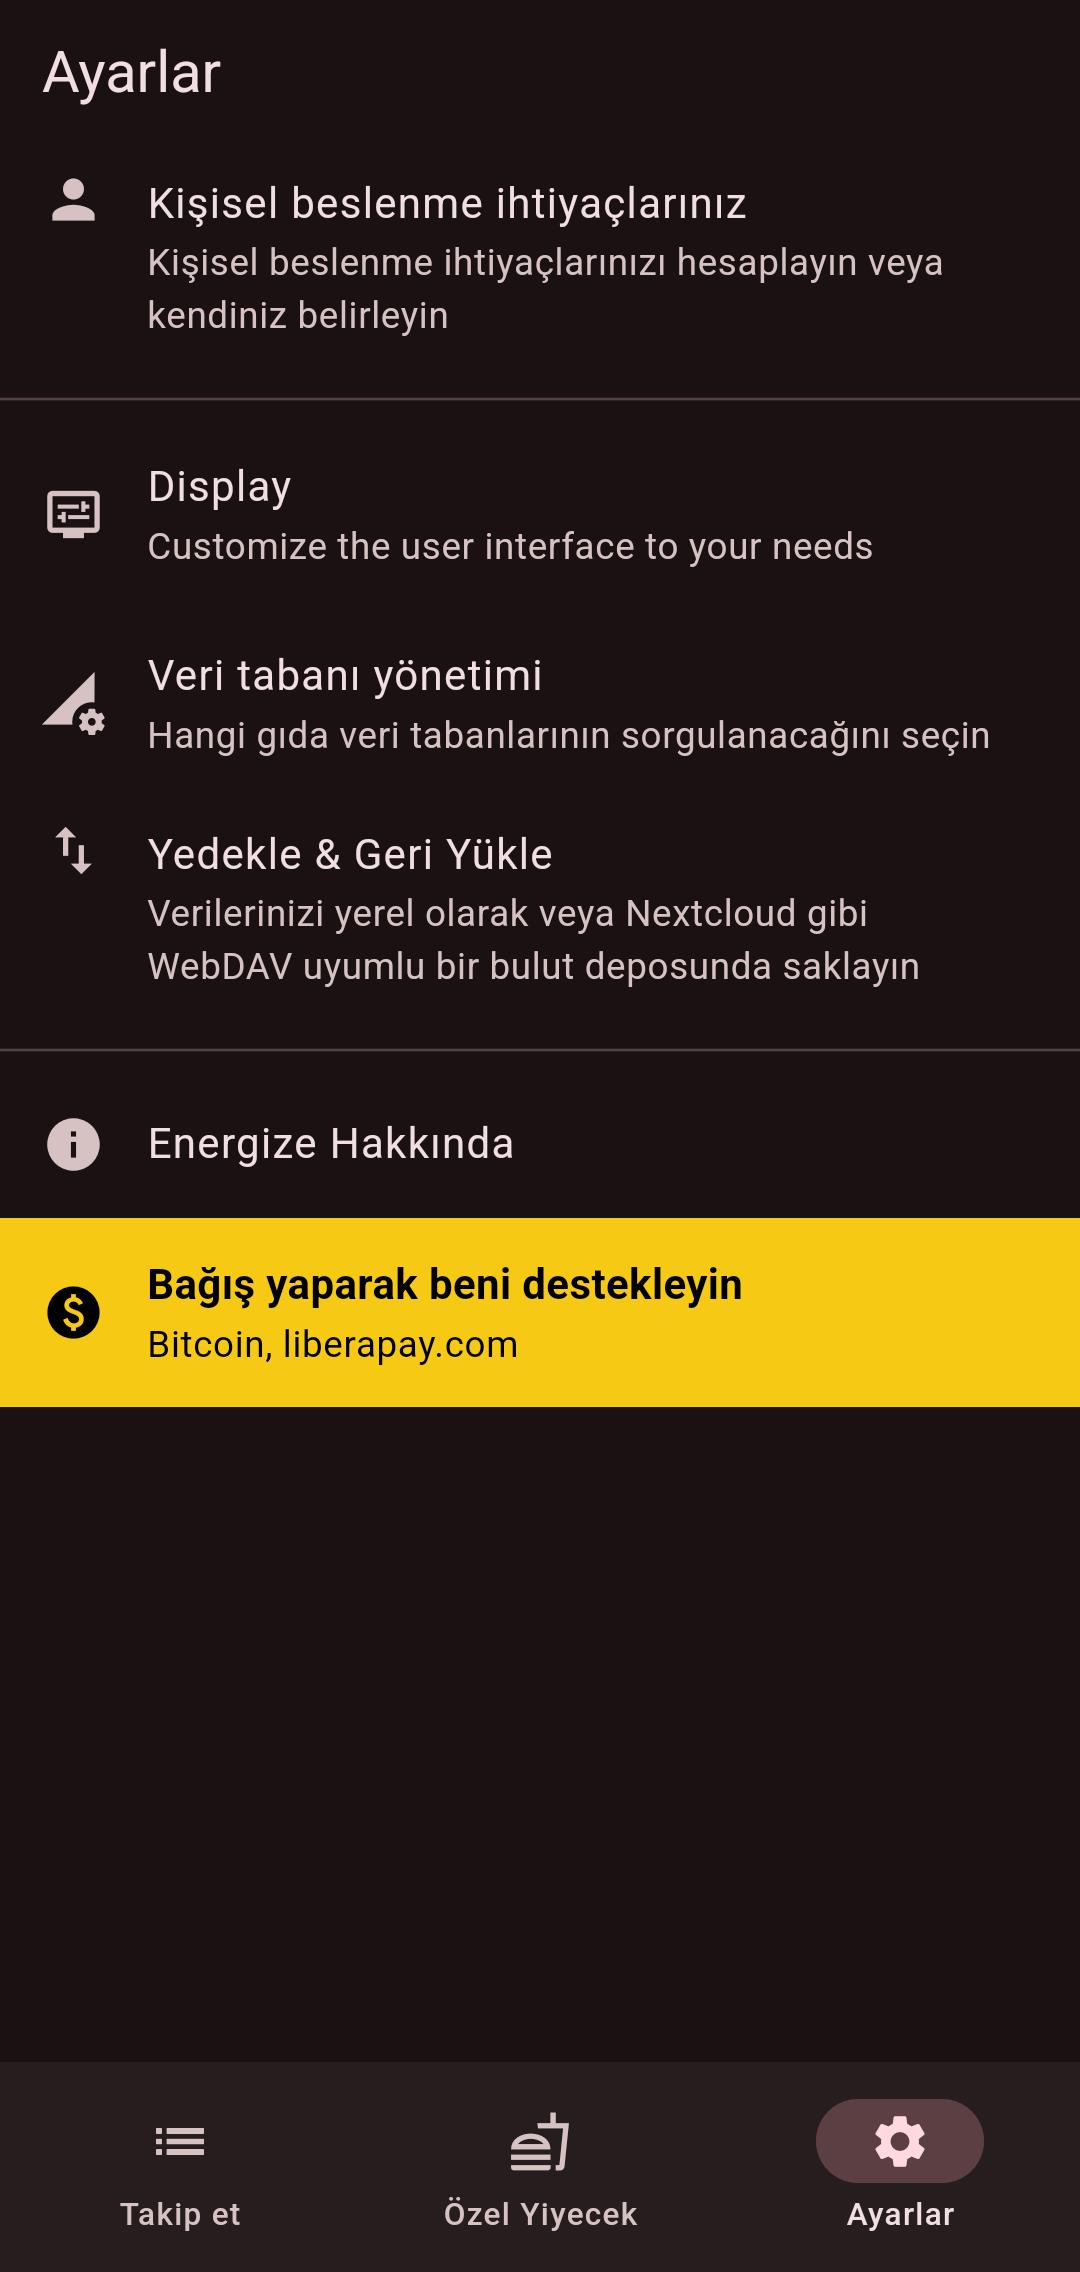 Ayarlar
Kişisel beslenme ihtiyaçlarınız
Kişisel beslenme ihtiyaçlarınızı hesaplayın veya
kendiniz belirleyin
Display
Customize the user interface to your needs
Veri tabanı yönetimi
Hangi gıda veri tabanlarının sorgulanacağını seçin
Yedekle & Geri Yükle
Verilerinizi yerel olarak veya Nextcloud gibi
WebDAV uyumlu bir bulut deposunda saklayın
Energize Hakkında
Bağış yaparak beni destekleyin
Bitcoin, liberapay.com
Takip et
Özel Yiyecek
Ayarlar